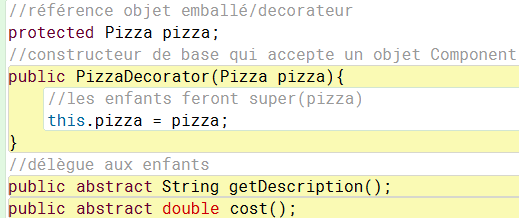 //référence objet emballé/decorateur
protected Pizza pizza;
//constructeur de base qui accepte un objet Component
public PizzaDecorator(Pizza pizza){
//les enfants feront super(pizza)
this.pizza = pizza;
}
//délègue aux enfants
public abstract String getDescription();
public abstract double cost();